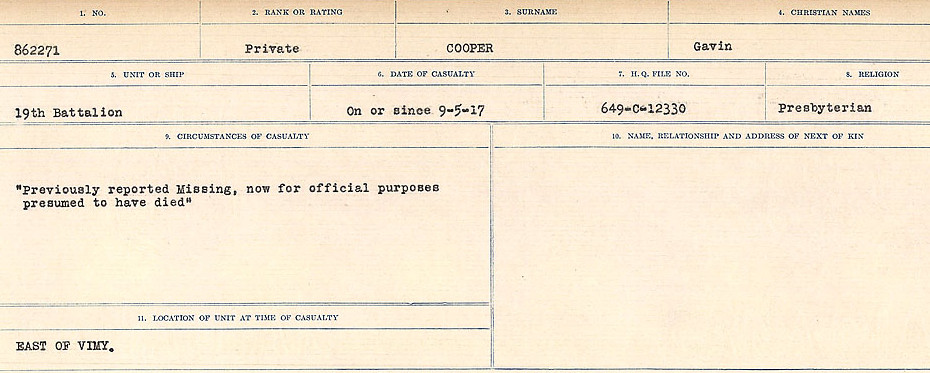 1. NO.
2. RANK OR RATING
3. SURNAME
4. CHRISTIAN NAMES
862271
Private
COOPER
Gavin
5. UNIT OR SHIP
6. DATE OF CASUALTY
7. H.Q. FILE NO.
8. RELIGION
19th Battalion
On or since 9-5-17
649-C-12330
Presbyterian
9. CIRCUMSTANCES OF CASUALTY
10. NAME, RELATIONSHIP AND ADDRESS OF NEXT OF KIN
"Previously reported Missing, now for official purposes
presumed to have died"
11. LOCATION OF UNIT AT TIME OF CASUALTY
EAST OF VIMY.